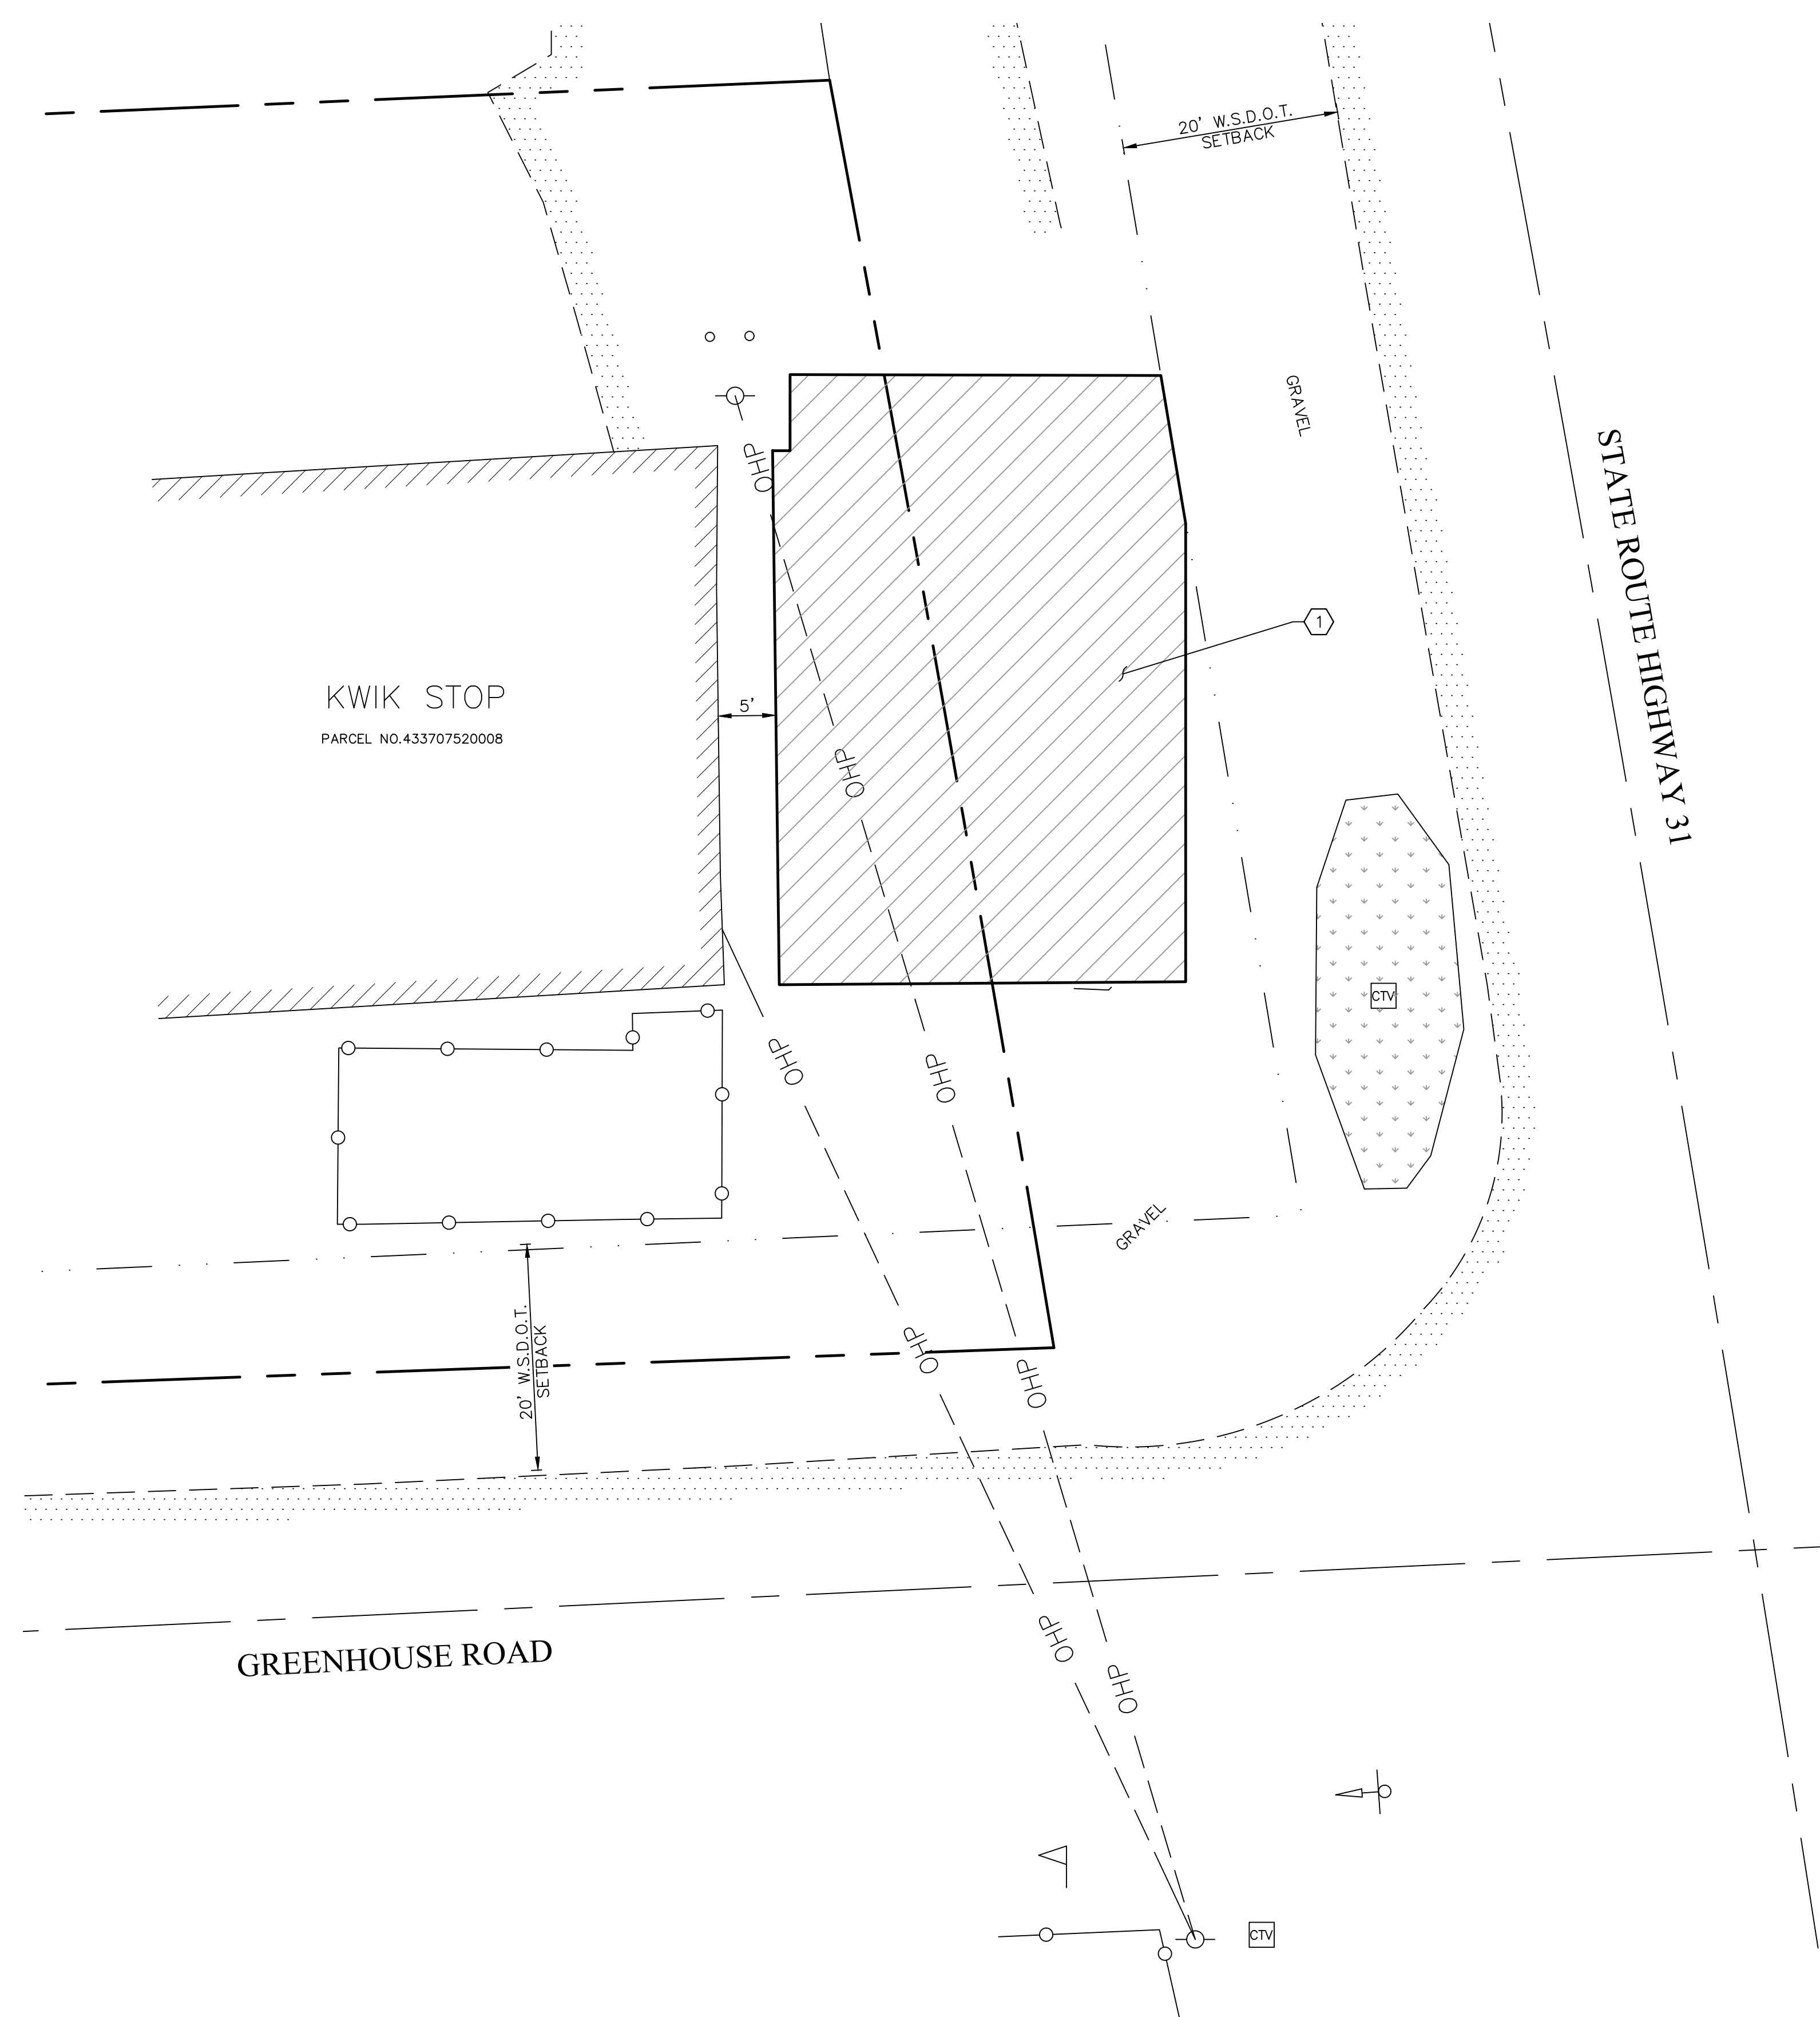 20' W.S.D.O.T.
SETBACK
GRAVEL
STATE ROUTE HIGHWAY 31
OHP
1
KWIK STOP
PARCEL NO.433707520008
5'
OHP
CTV
OHP
OHP
GRAVEL
20' W.S.D.O.T.
SETBACK
OHP
OHP
OHP
OHP
GREENHOUSE ROAD
CTV